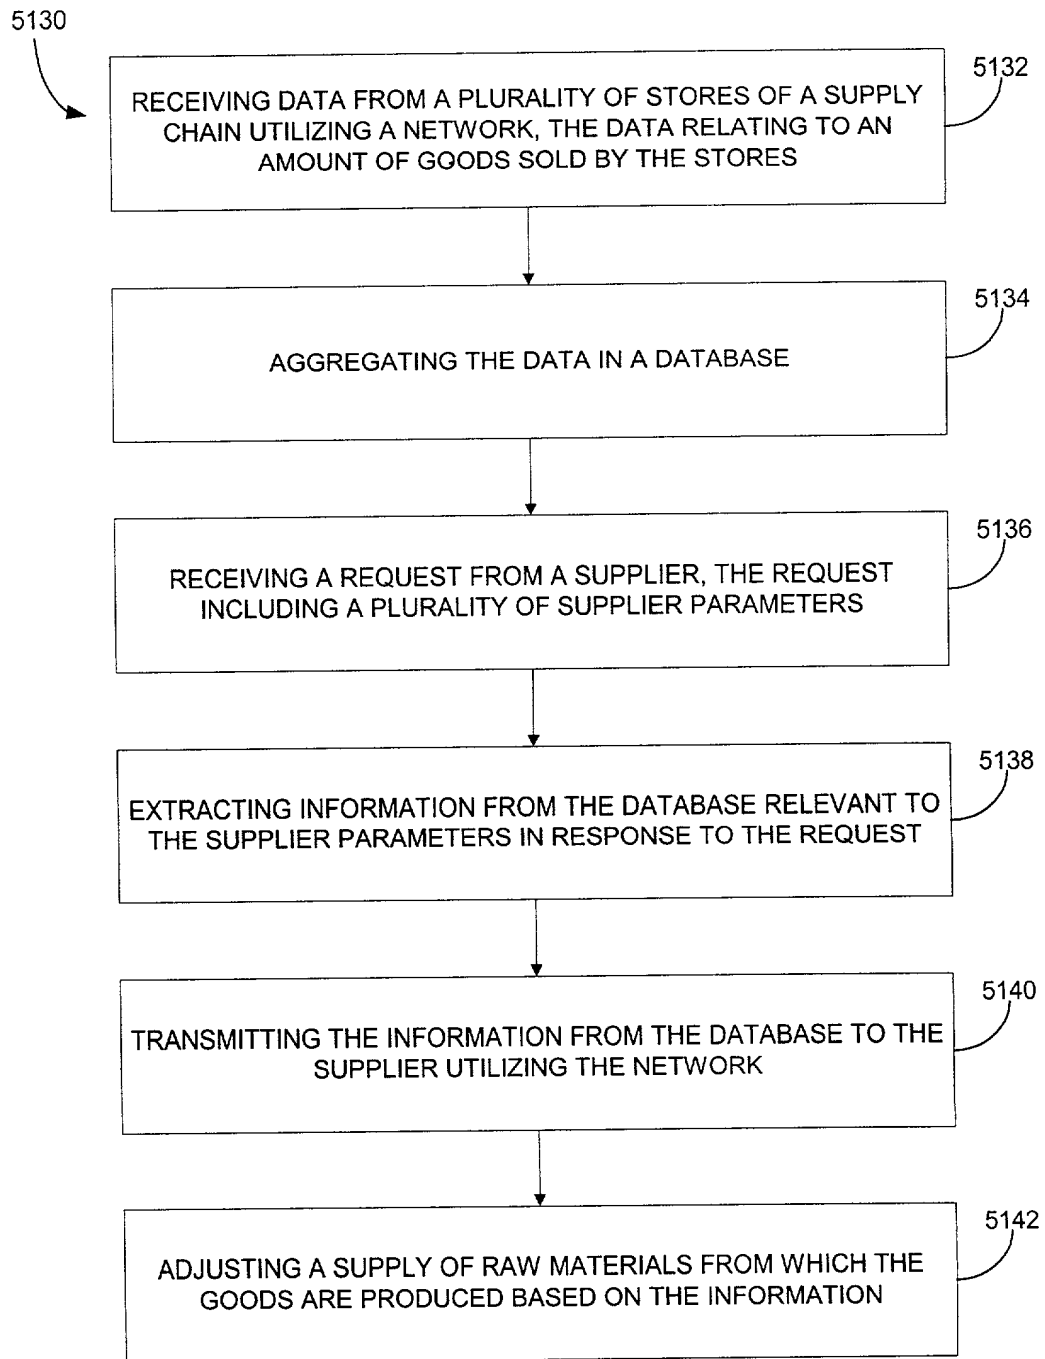 5130
5132
RECEIVING DATA FROM A PLURALITY OF STORES OF A SUPPLY
CHAIN UTILIZING A NETWORK, THE DATA RELATING TO AN
AMOUNT OF GOODS SOLD BY THE STORES
5134
AGGREGATING THE DATA IN A DATABASE
5136
RECEIVING A REQUEST FROM A SUPPLIER, THE REQUEST
INCLUDING A PLURALITY OF SUPPLIER PARAMETERS
5138
EXTRACTING INFORMATION FROM THE DATABASE RELEVANT TO
THE SUPPLIER PARAMETERS IN RESPONSE TO THE REQUEST
5140
TRANSMITTING THE INFORMATION FROM THE DATABASE TO THE
SUPPLIER UTILIZING THE NETWORK
5142
ADJUSTING A SUPPLY OF RAW MATERIALS FROM WHICH THE
GOODS ARE PRODUCED BASED ON THE INFORMATION